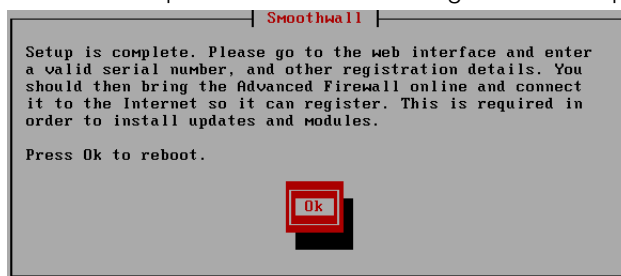 Smoothwall
Setup is complete. Please go to the web interface and enter
a valid serial number, and other registration details. You
should then bring the Advanced Firewall online and connect
it to the Internet so it can register. This is required in
order to install updates and modules.
Press Ok to reboot.
Ok